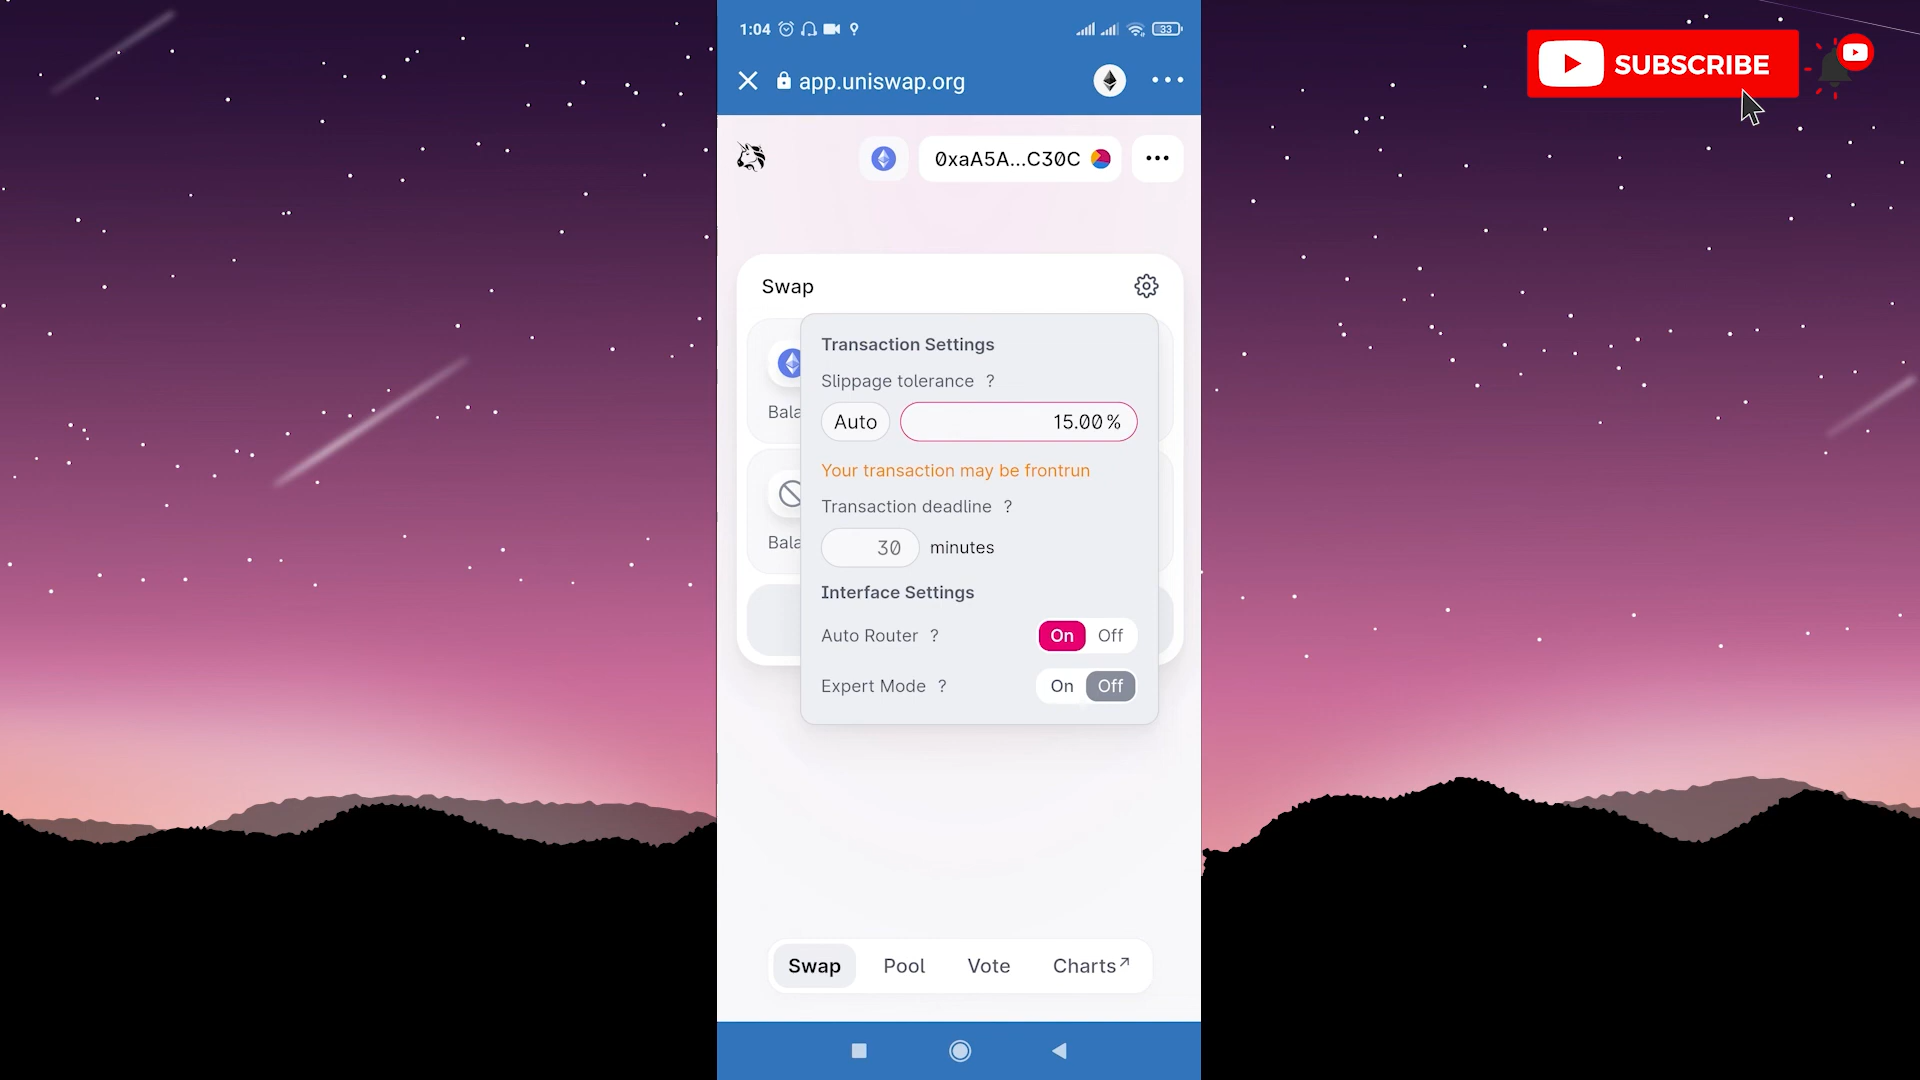 1:04
33
SUBSCRIBE
app.uniswap.org
0xaA5A...C30C
Swap
Transaction Settings
Slippage tolerance ?
Auto 15.00 %
Bala
Your transaction may be frontrun
Transaction deadline ?
30 minutes
Bala
Interface Settings
Auto Router ? On Off
Expert Mode ? On Off
Swap Pool Vote Charts↗